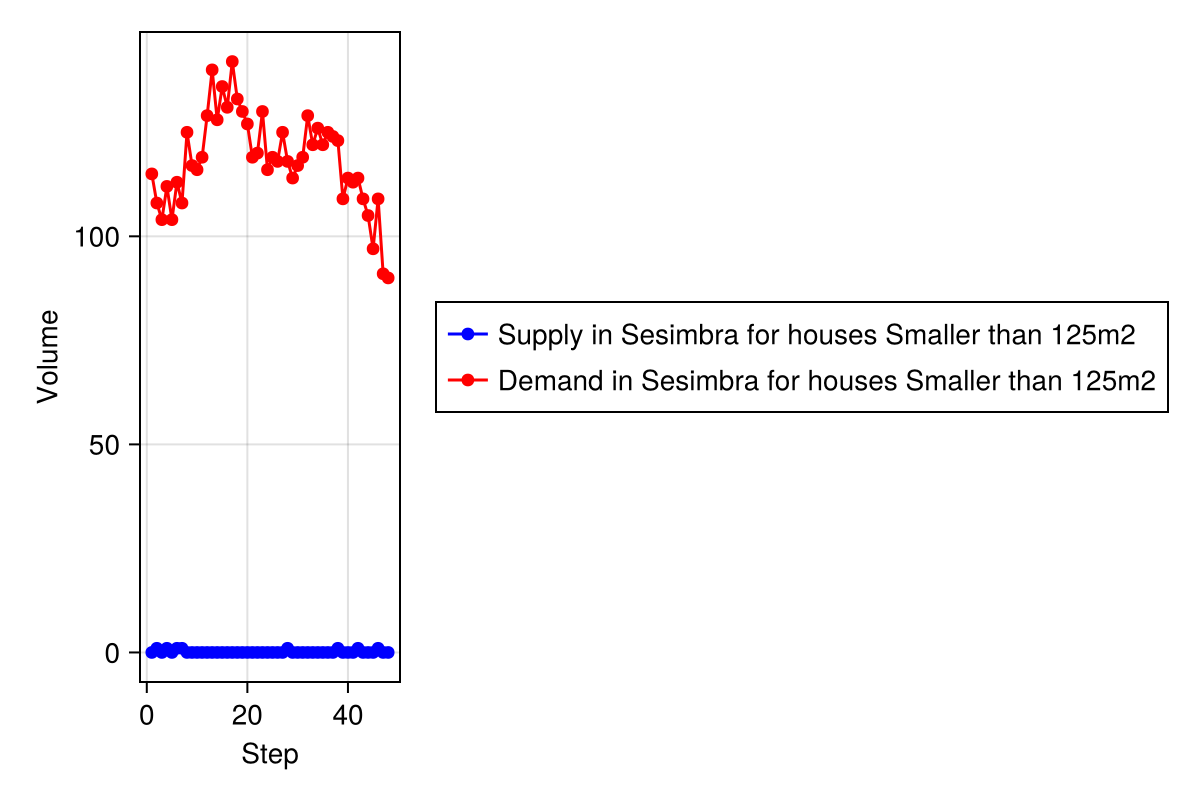 Volume
100
50
0
0 20 40
Step
Supply in Sesimbra for houses Smaller than 125m2
Demand in Sesimbra for houses Smaller than 125m2